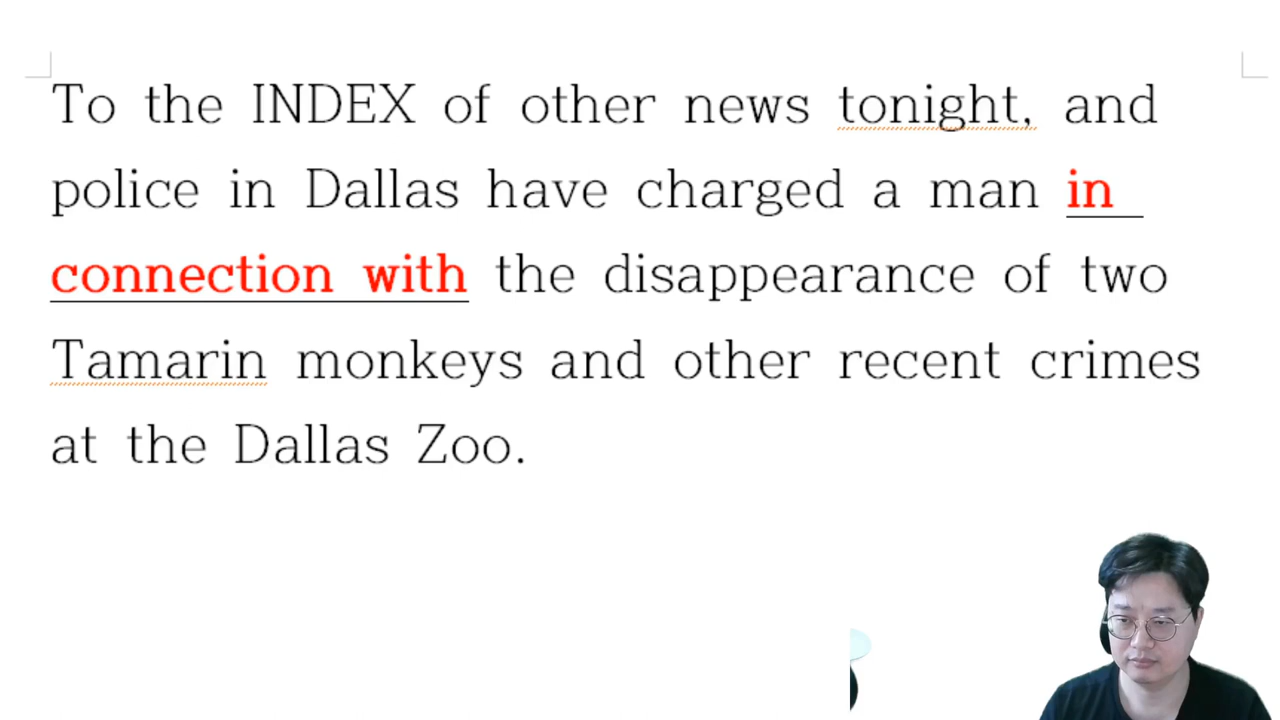 To the INDEX of other news tonight, and
police in Dallas have charged a man in
connection with the disappearance of two
Tamarin monkeys and other recent crimes
at the Dallas Zoo.